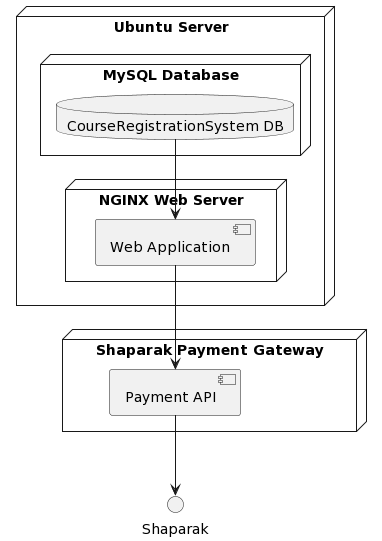 Ubuntu Server
MySQL Database
CourseRegistrationSystem DB
NGINX Web Server
Web Application
Shaparak Payment Gateway
Payment API
Shaparak